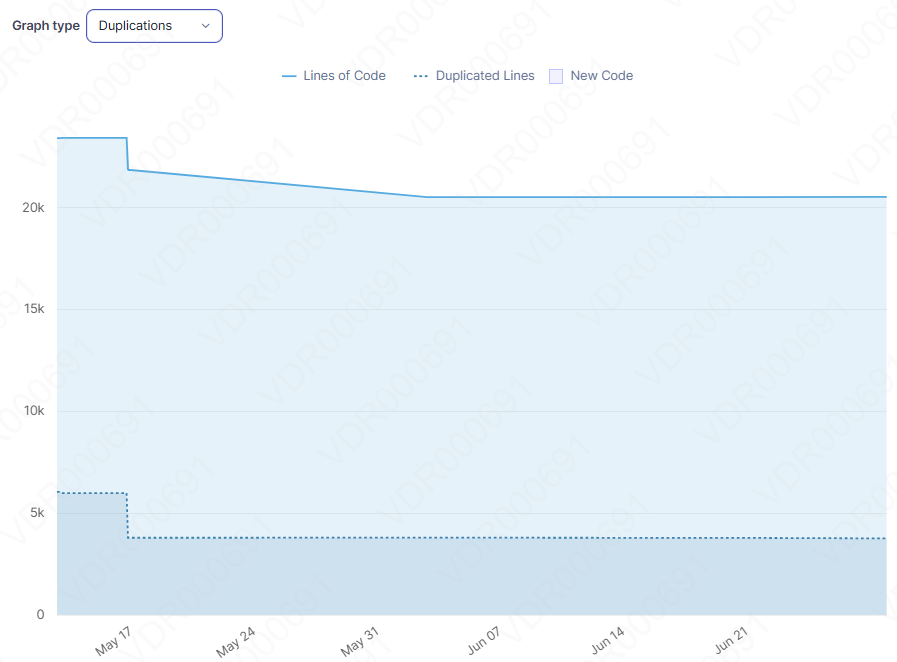 Graph type Duplications
Lines of Code Duplicated Lines New Code
20k
15k
10k
5k
0
May 17 May 24 May 31 Jun 07 Jun 14 Jun 21
VDR000691